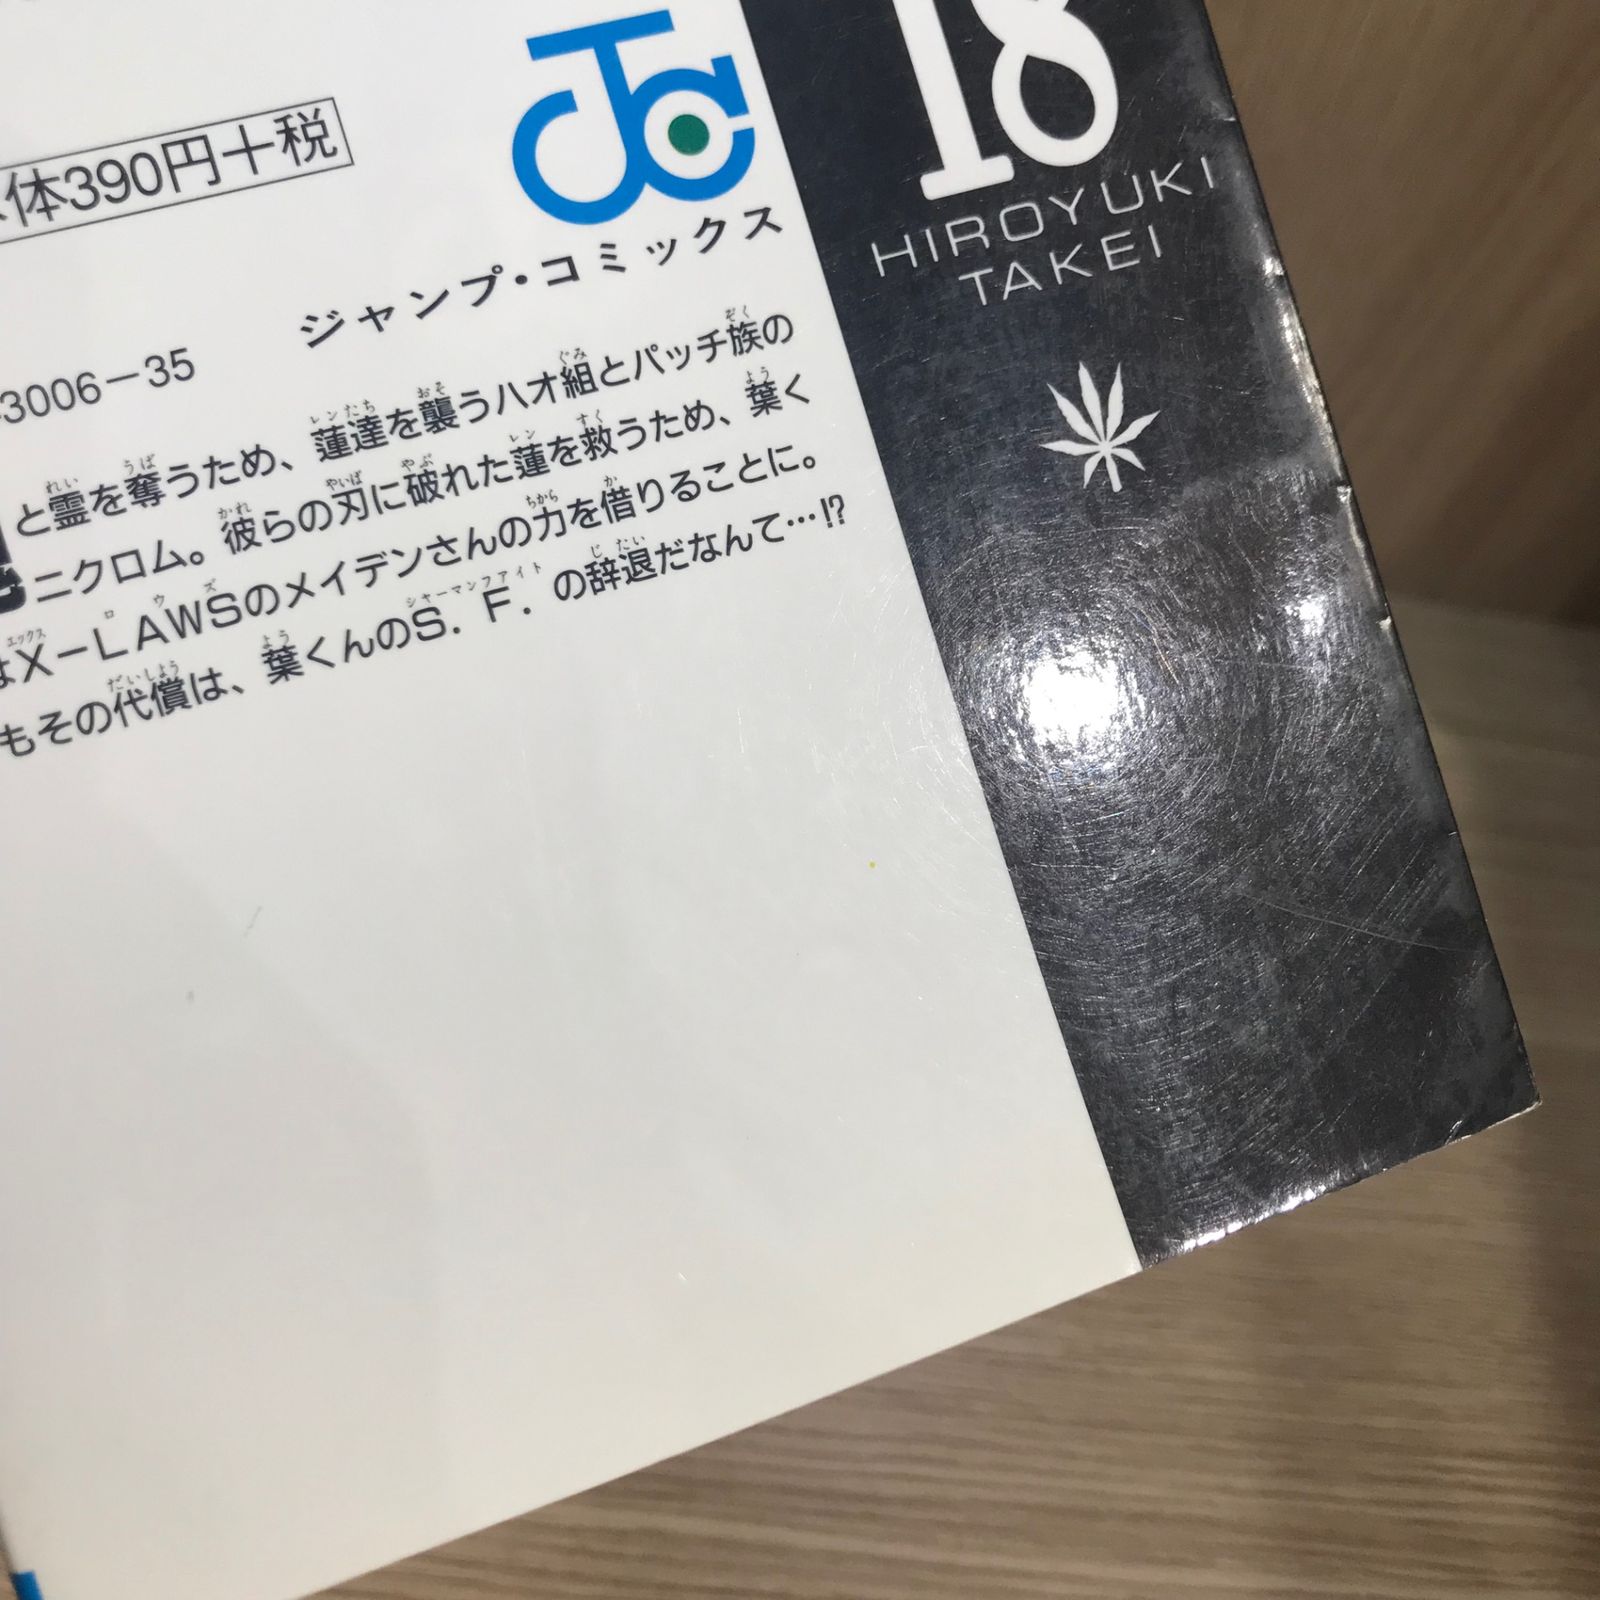 体390円+税
JC
ジャンプ・コミックス
3006-35
と霊を奪うため、蓮達を襲うハオ組とパッチ族の
ニクロム。彼らの刃に破れた蓮を救うため、葉く
X-LAWSのメイデンさんの力を借りることに。
もその代償は、葉くんのS.F.の辞退だなんて…!?
18
HIROYUKI
TAKEI